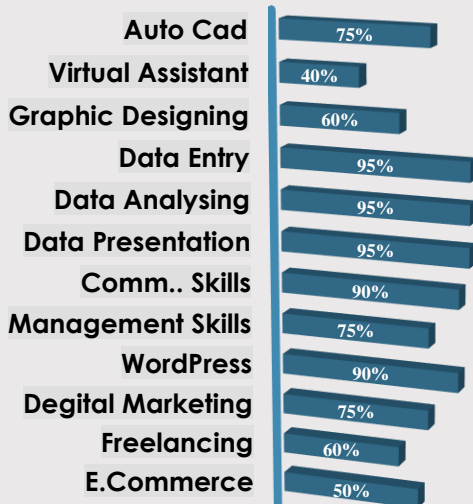 Auto Cad 75%
Virtual Assistant 40%
Graphic Designing 60%
Data Entry 95%
Data Analysing 95%
Data Presentation 95%
Comm.. Skills 90%
Management Skills 75%
WordPress 90%
Degital Marketing 75%
Freelancing 60%
E.Commerce 50%